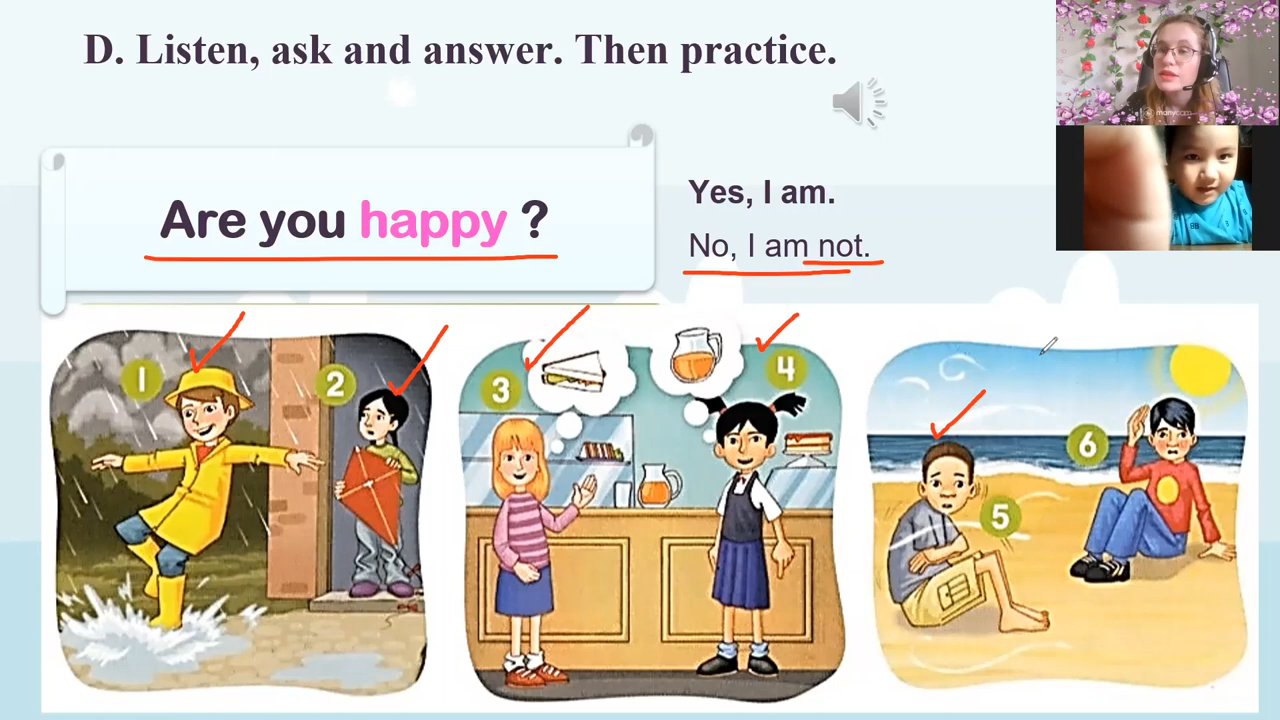 D. Listen, ask and answer. Then practice.
Are you happy ?
Yes, I am.
No, I am not.
1
2
3
4
5
6
manycam